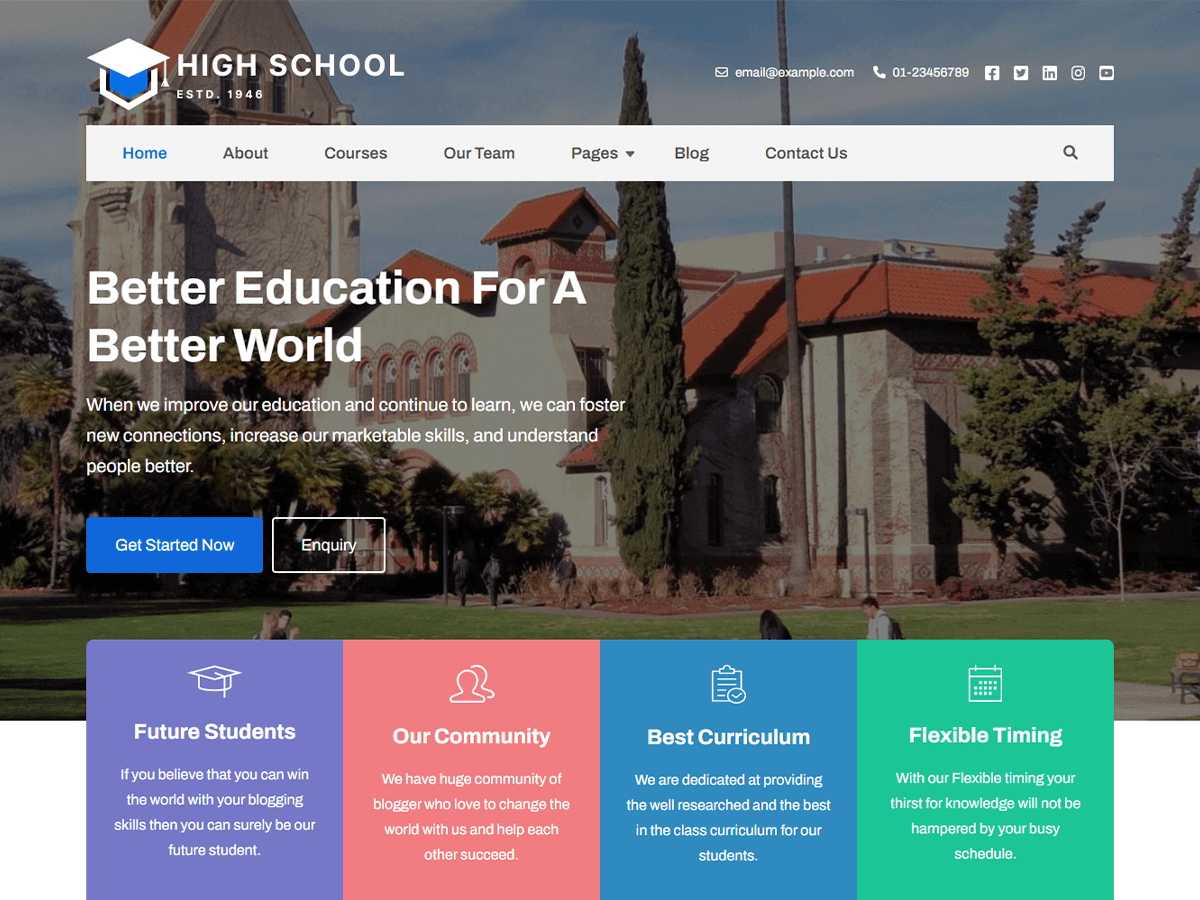 HIGH SCHOOL
ESTD. 1946
email@example.com 01-23456789
Home About Courses Our Team Pages Blog Contact Us
Better Education For A
Better World
When we improve our education and continue to learn, we can foster
new connections, increase our marketable skills, and understand
people better.
Get Started Now Enquiry
Future Students
If you believe that you can win
the world with your blogging
skills then you can surely be our
future student.
Our Community
We have huge community of
blogger who love to change the
world with us and help each
other succeed.
Best Curriculum
We are dedicated at providing
the well researched and the best
in the class curriculum for our
students.
Flexible Timing
With our Flexible timing your
thirst for knowledge will not be
hampered by your busy
schedule.